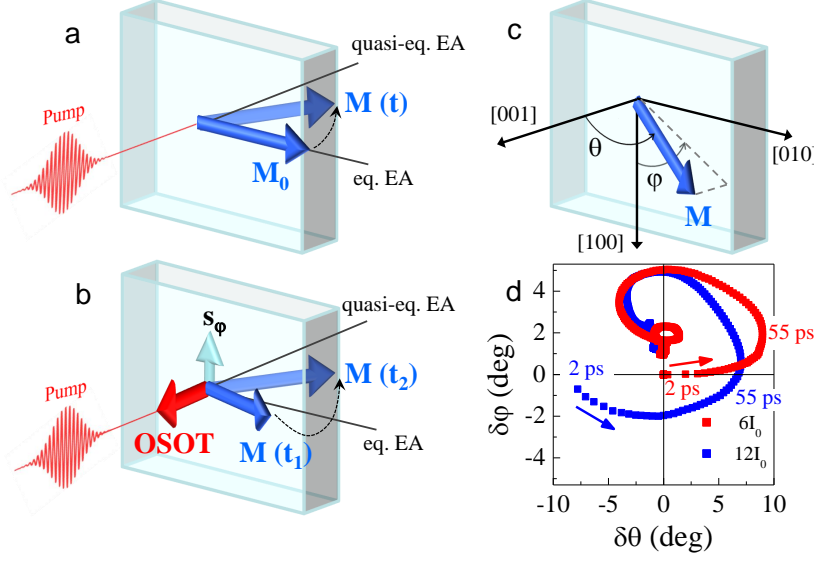 a
quasi-eq. EA
Pump
M (t)
M₀
eq. EA
b
quasi-eq. EA
sφ
Pump
M (t₂)
OSOT
M (t₁)
eq. EA
c
[001]
θ
φ
[010]
M
[100]
d
4
2
0
-2
-4
δφ (deg)
2 ps
2 ps
55 ps
55 ps
6I₀
12I₀
-10
-5
0
5
10
δθ (deg)